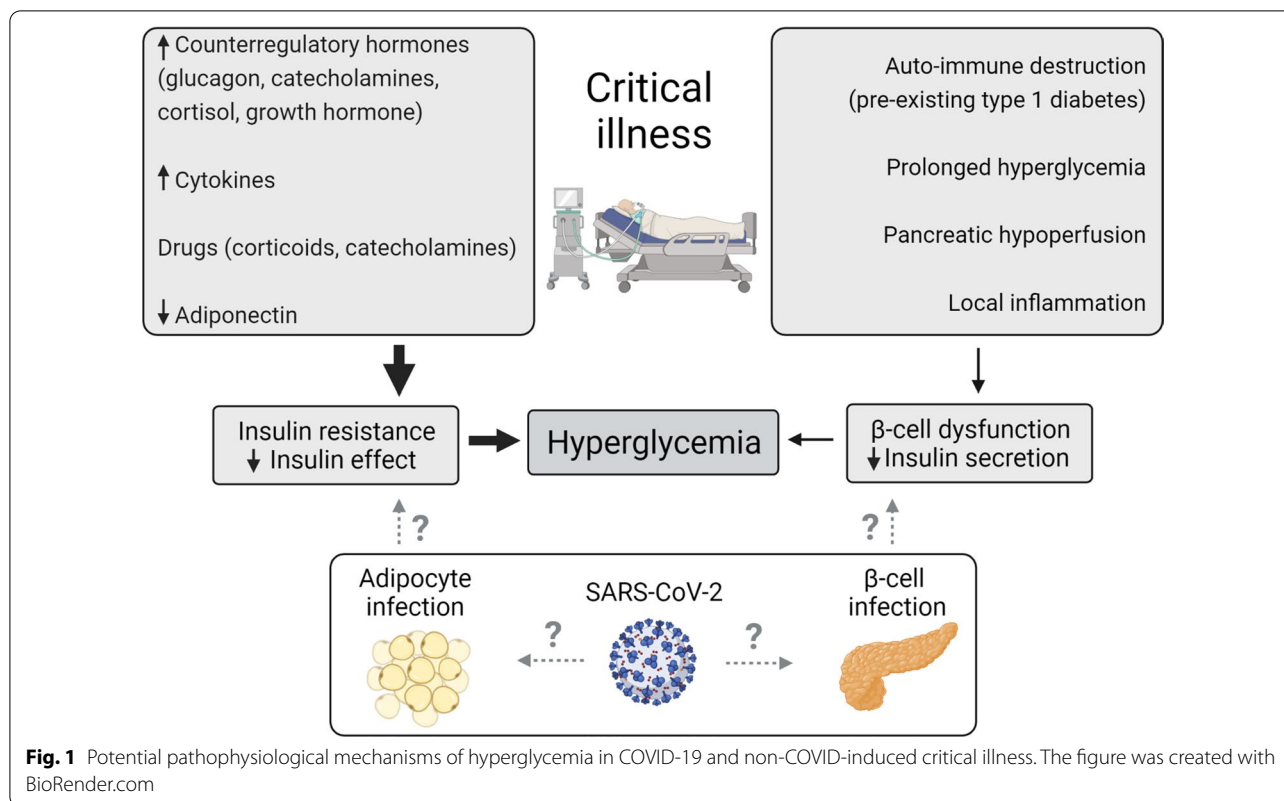 ↑ Counterregulatory hormones
(glucagon, catecholamines,
cortisol, growth hormone)
↑ Cytokines
Drugs (corticoids, catecholamines)
↓ Adiponectin
Critical
illness
Auto-immune destruction
(pre-existing type 1 diabetes)
Prolonged hyperglycemia
Pancreatic hypoperfusion
Local inflammation
Insulin resistance
↓ Insulin effect
Hyperglycemia
β-cell dysfunction
↓ Insulin secretion
?
?
Adipocyte
infection
?
SARS-CoV-2
?
β-cell
infection
Fig. 1 Potential pathophysiological mechanisms of hyperglycemia in COVID-19 and non-COVID-induced critical illness. The figure was created with
BioRender.com